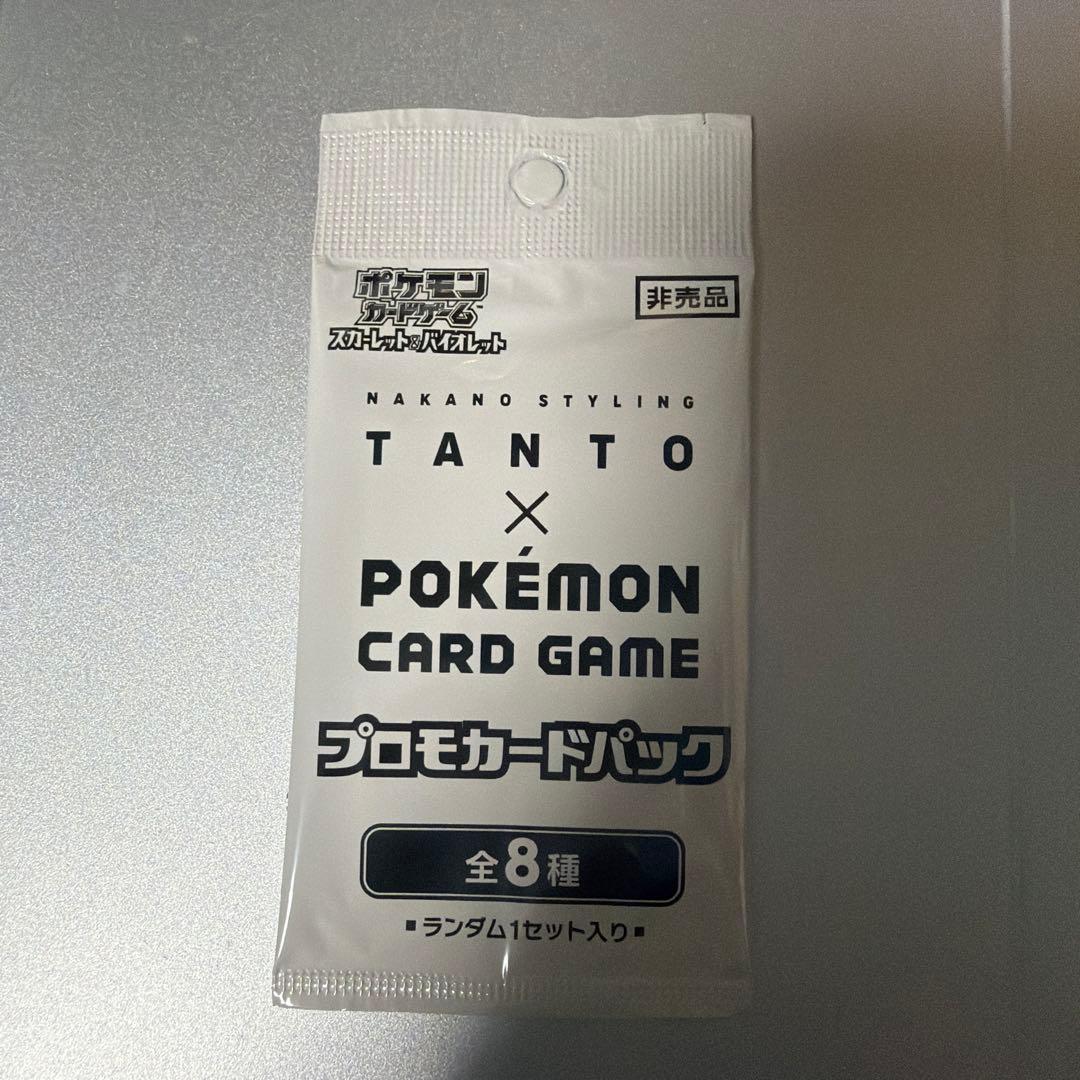 ポケモン
カードゲーム
スカーレット&バイオレット
非売品
NAKANO STYLING
TANTO
×
POKÉMON
CARD GAME
プロモカードパック
全8種
▪ランダム1セット入り▪